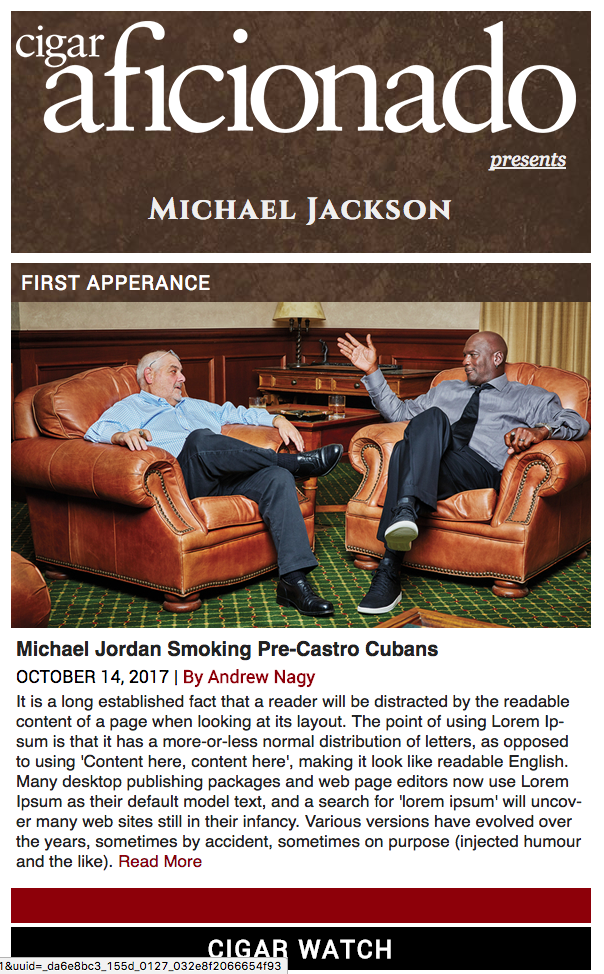 cigar
aficionado
presents
Michael Jackson
FIRST APPERANCE
Michael Jordan Smoking Pre-Castro Cubans
OCTOBER 14, 2017 | By Andrew Nagy
It is a long established fact that a reader will be distracted by the readable
content of a page when looking at its layout. The point of using Lorem Ip-
sum is that it has a more-or-less normal distribution of letters, as opposed
to using 'Content here, content here', making it look like readable English.
Many desktop publishing packages and web page editors now use Lorem
Ipsum as their default model text, and a search for 'lorem ipsum' will uncov-
er many web sites still in their infancy. Various versions have evolved over
the years, sometimes by accident, sometimes on purpose (injected humour
and the like). Read More
CIGAR WATCH
1&uuid=_da6e8bc3_155d_0127_032e8f2066654f93